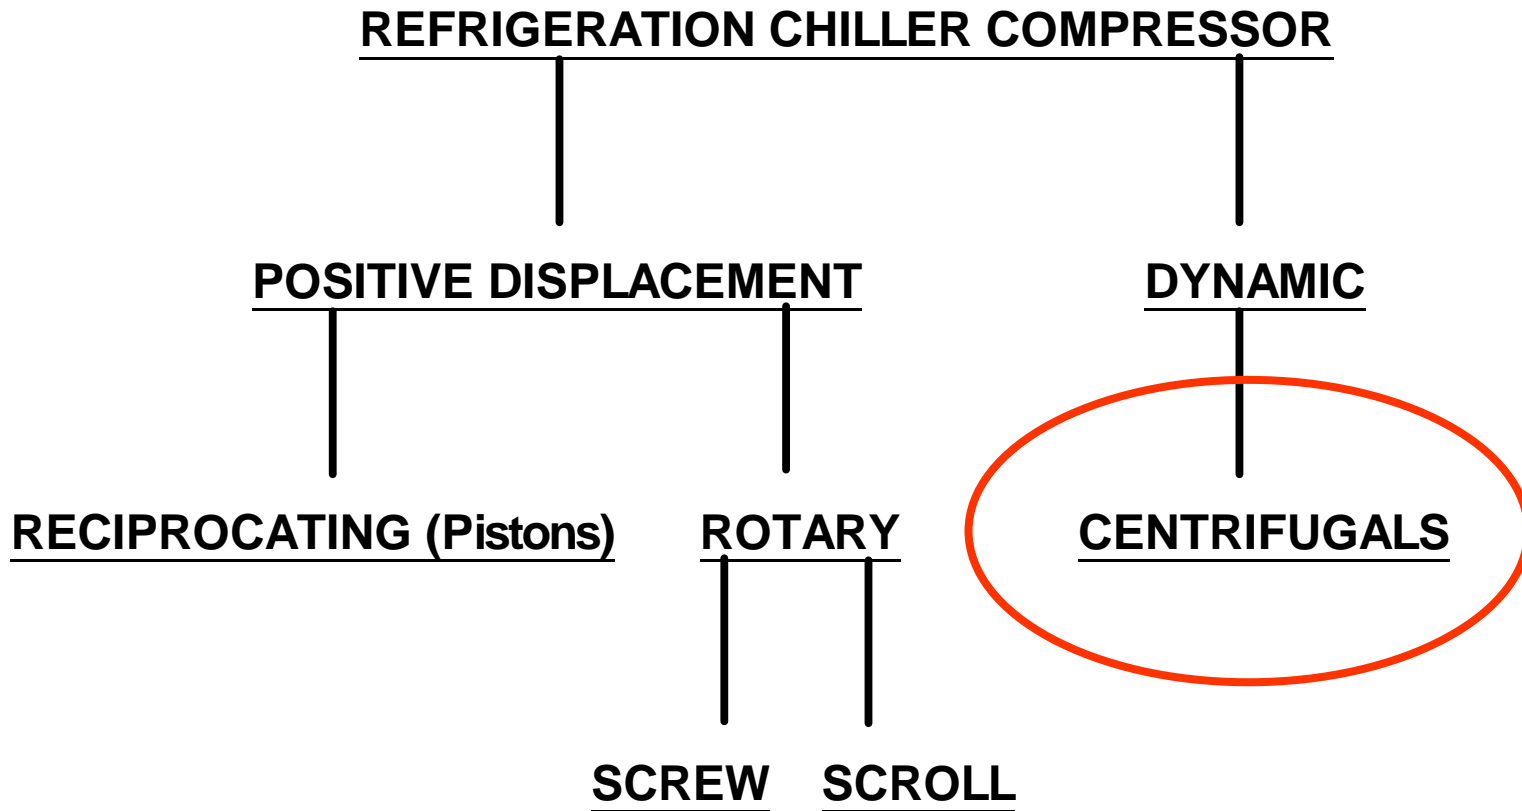 REFRIGERATION CHILLER COMPRESSOR
POSITIVE DISPLACEMENT DYNAMIC
RECIPROCATING (Pistons) ROTARY CENTRIFUGALS
SCREW SCROLL